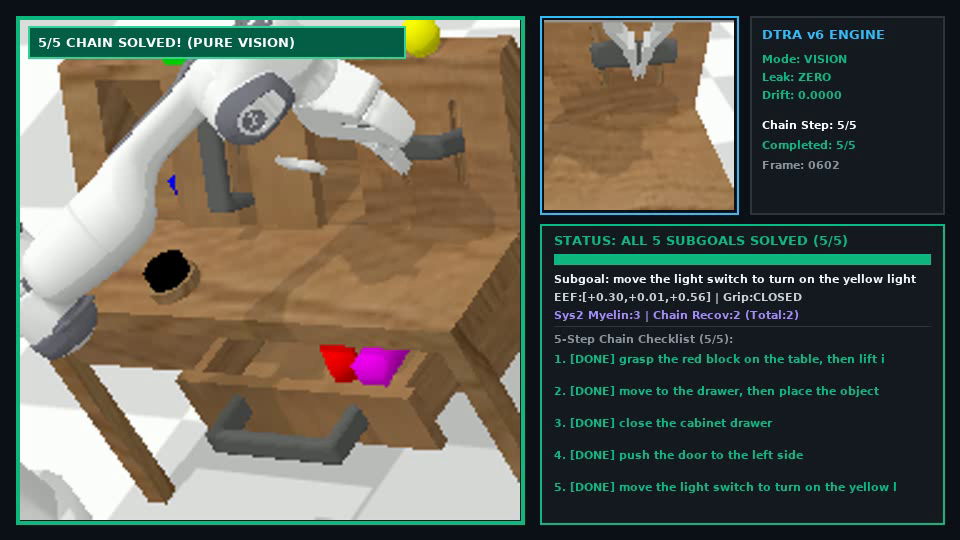 5/5 CHAIN SOLVED! (PURE VISION)
DTRA v6 ENGINE
Mode: VISION
Leak: ZERO
Drift: 0.0000
Chain Step: 5/5
Completed: 5/5
Frame: 0602
STATUS: ALL 5 SUBGOALS SOLVED (5/5)
Subgoal: move the light switch to turn on the yellow light
EEF:[+0.30,+0.01,+0.56] | Grip:CLOSED
Sys2 Myelin:3 | Chain Recov:2 (Total:2)
5-Step Chain Checklist (5/5):
1. [DONE] grasp the red block on the table, then lift i
2. [DONE] move to the drawer, then place the object
3. [DONE] close the cabinet drawer
4. [DONE] push the door to the left side
5. [DONE] move the light switch to turn on the yellow l